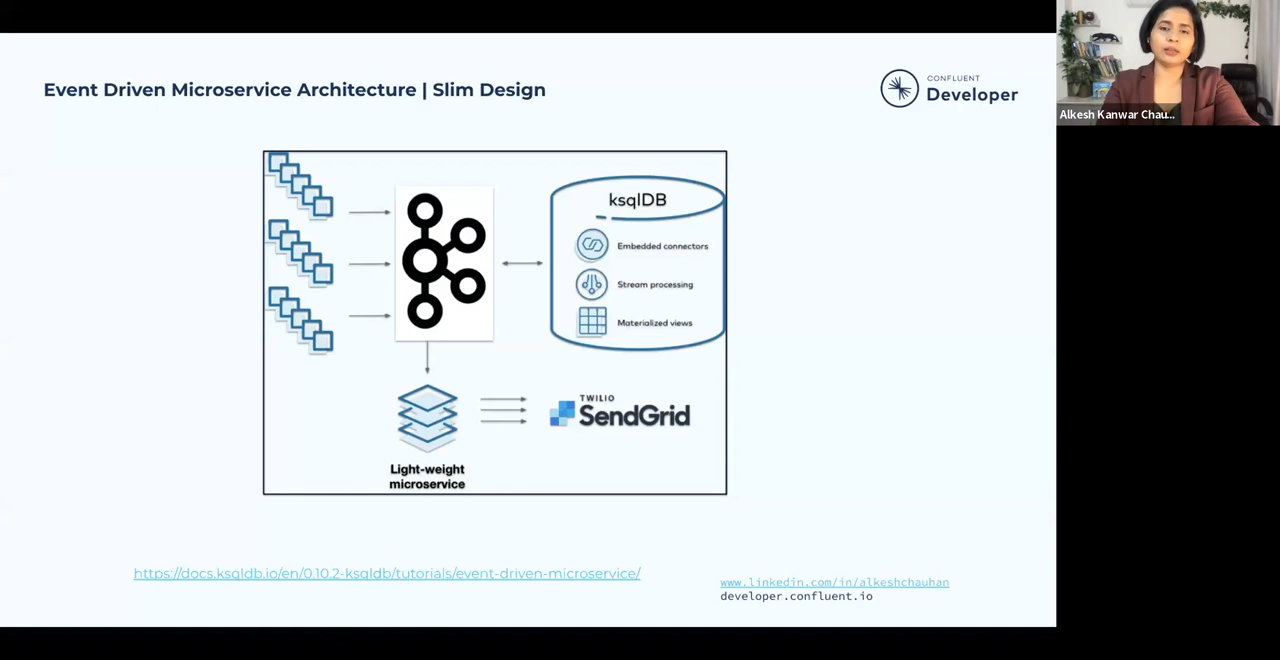 Event Driven Microservice Architecture | Slim Design
CONFLUENT
Developer
Alkesh Kanwar Chau...
ksqlDB
Embedded connectors
Stream processing
Materialized views
TWILIO
SendGrid
Light-weight
microservice
https://docs.ksqldb.io/en/0.10.2-ksqldb/tutorials/event-driven-microservice/
www.linkedin.com/in/alkeshchauhan
developer.confluent.io